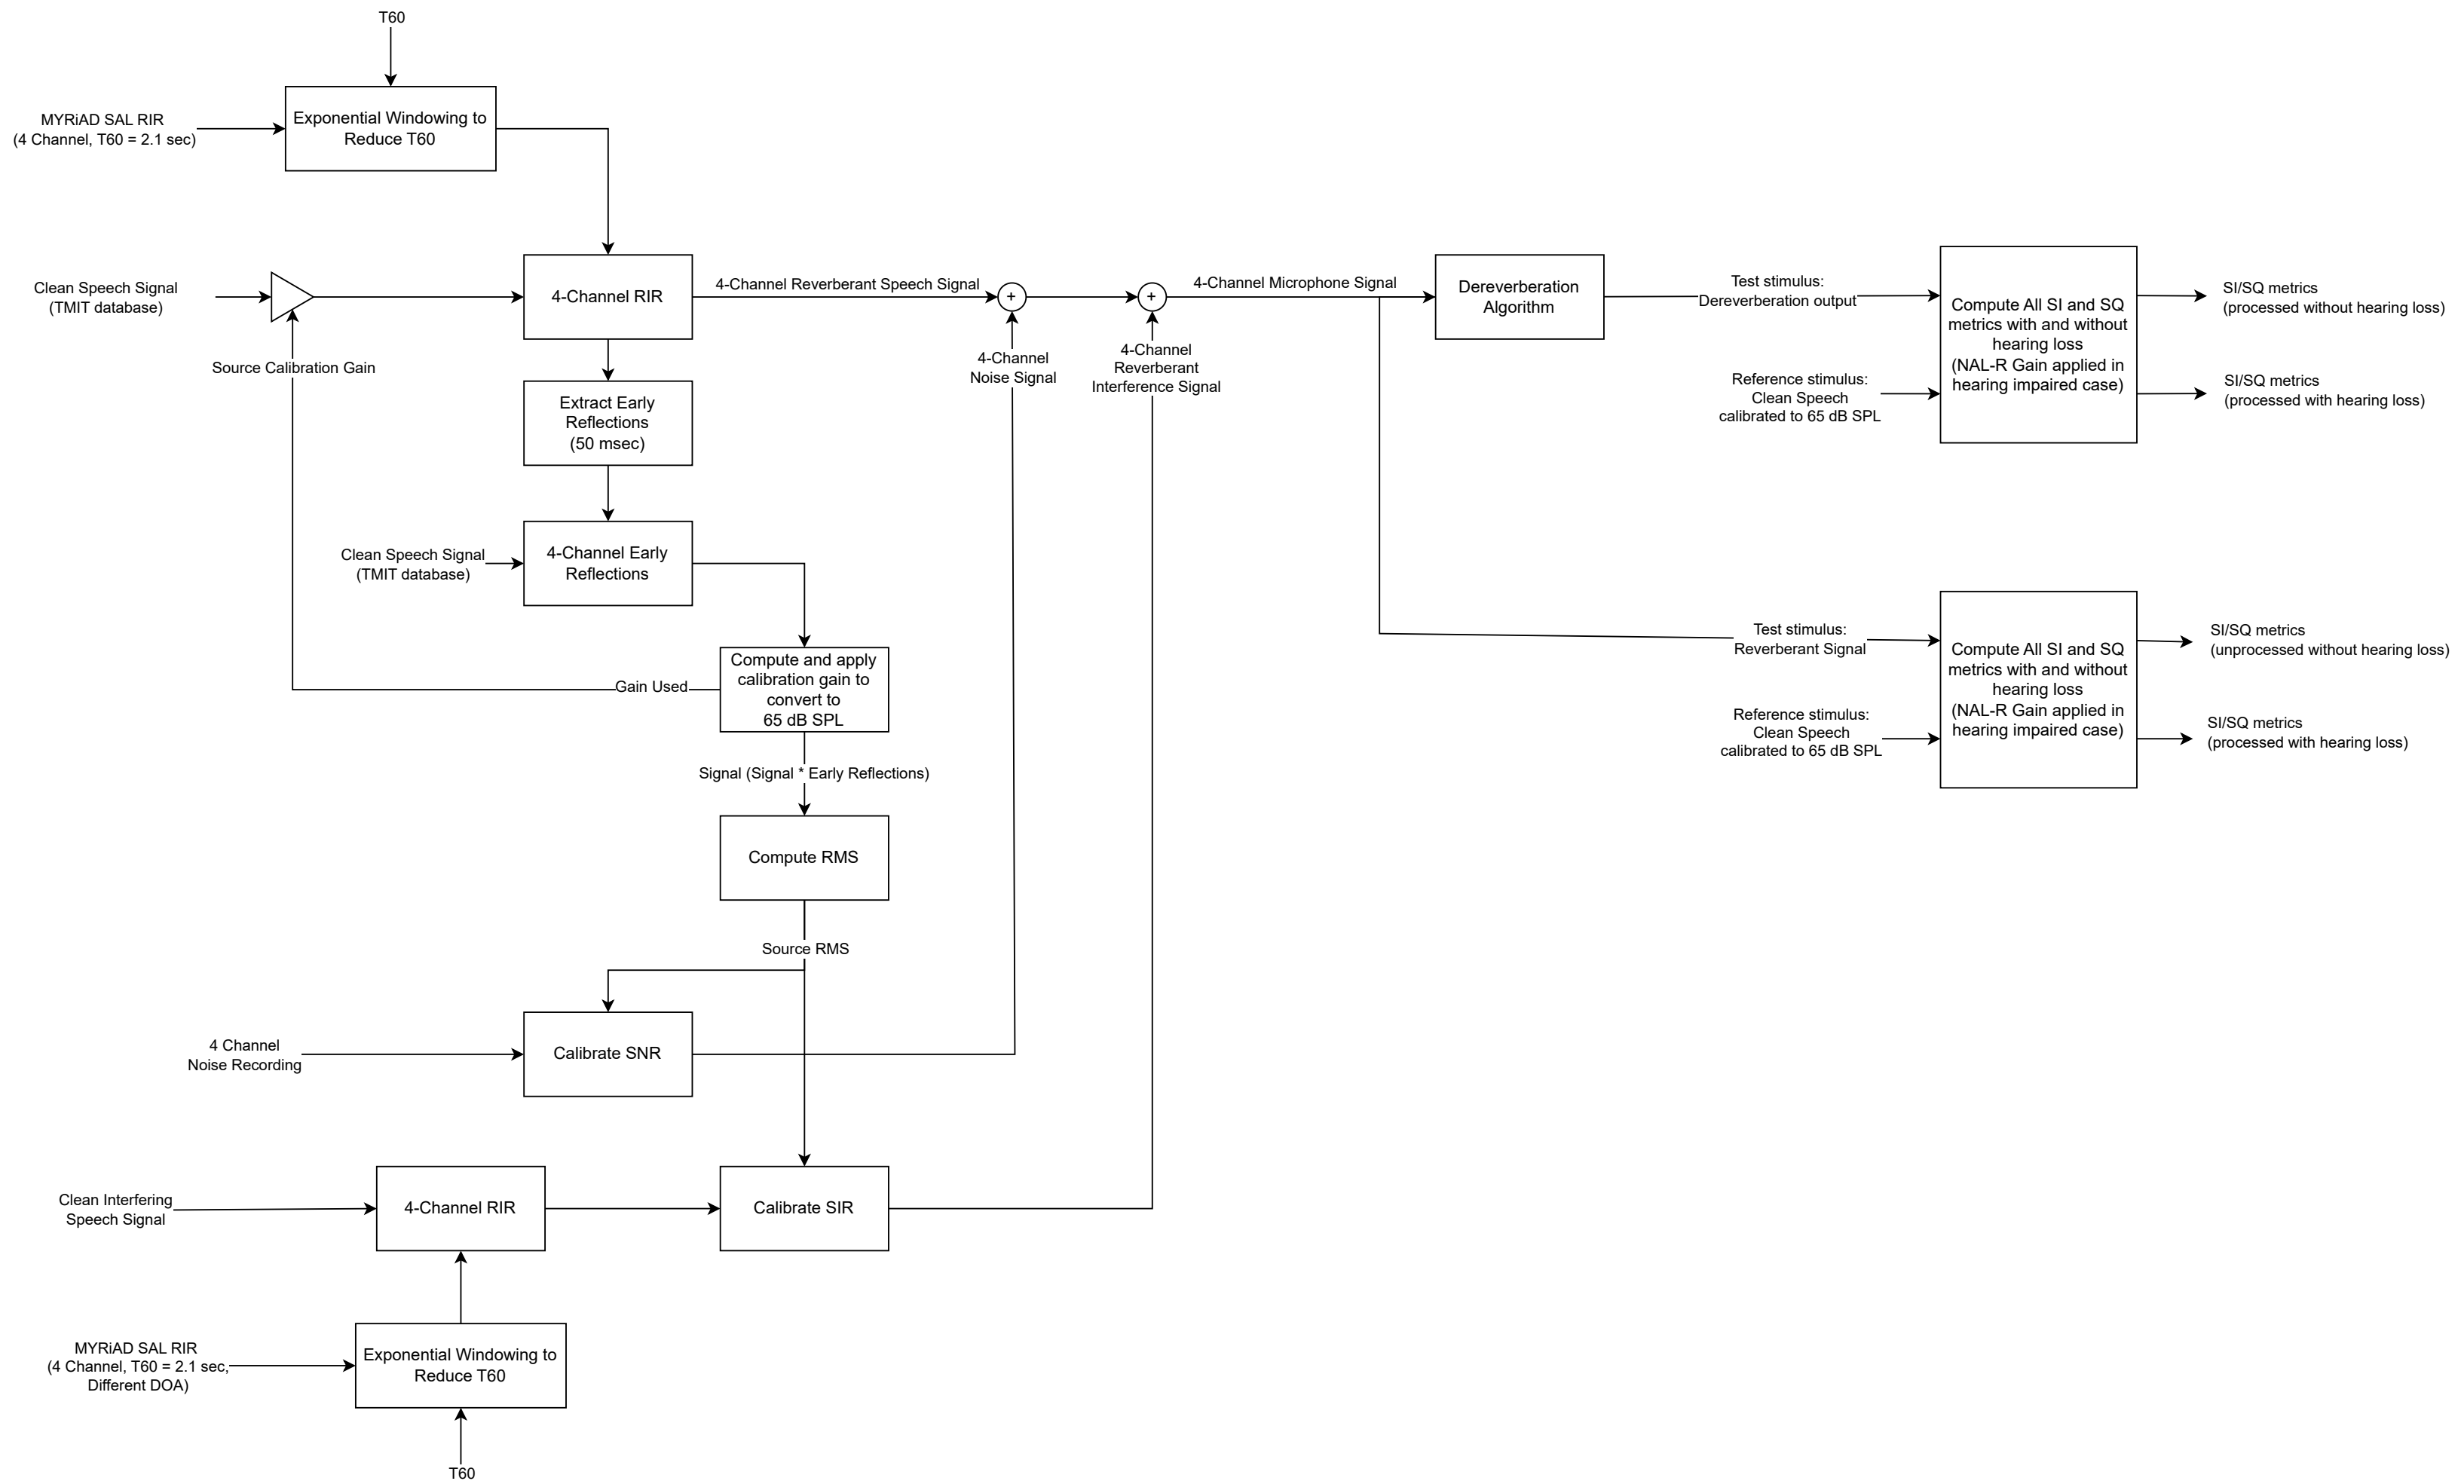 T60
MYRiAD SAL RIR
(4 Channel, T60 = 2.1 sec)
Exponential Windowing to
Reduce T60
Clean Speech Signal
(TMIT database)
Source Calibration Gain
4-Channel RIR
4-Channel Reverberant Speech Signal
+
+
4-Channel Microphone Signal
4-Channel
Noise Signal
4-Channel
Reverberant
Interference Signal
Dereverberation
Algorithm
Test stimulus:
Dereverberation output
Reference stimulus:
Clean Speech
calibrated to 65 dB SPL
Compute All SI and SQ
metrics with and without
hearing loss
(NAL-R Gain applied in
hearing impaired case)
SI/SQ metrics
(processed without hearing loss)
SI/SQ metrics
(processed with hearing loss)
Extract Early
Reflections
(50 msec)
Clean Speech Signal
(TMIT database)
4-Channel Early
Reflections
Gain Used
Compute and apply
calibration gain to
convert to
65 dB SPL
Test stimulus:
Reverberant Signal
Reference stimulus:
Clean Speech
calibrated to 65 dB SPL
Compute All SI and SQ
metrics with and without
hearing loss
(NAL-R Gain applied in
hearing impaired case)
SI/SQ metrics
(unprocessed without hearing loss)
SI/SQ metrics
(processed with hearing loss)
Signal (Signal * Early Reflections)
Compute RMS
Source RMS
4 Channel
Noise Recording
Calibrate SNR
Clean Interfering
Speech Signal
4-Channel RIR
Calibrate SIR
MYRiAD SAL RIR
(4 Channel, T60 = 2.1 sec,
Different DOA)
Exponential Windowing to
Reduce T60
T60